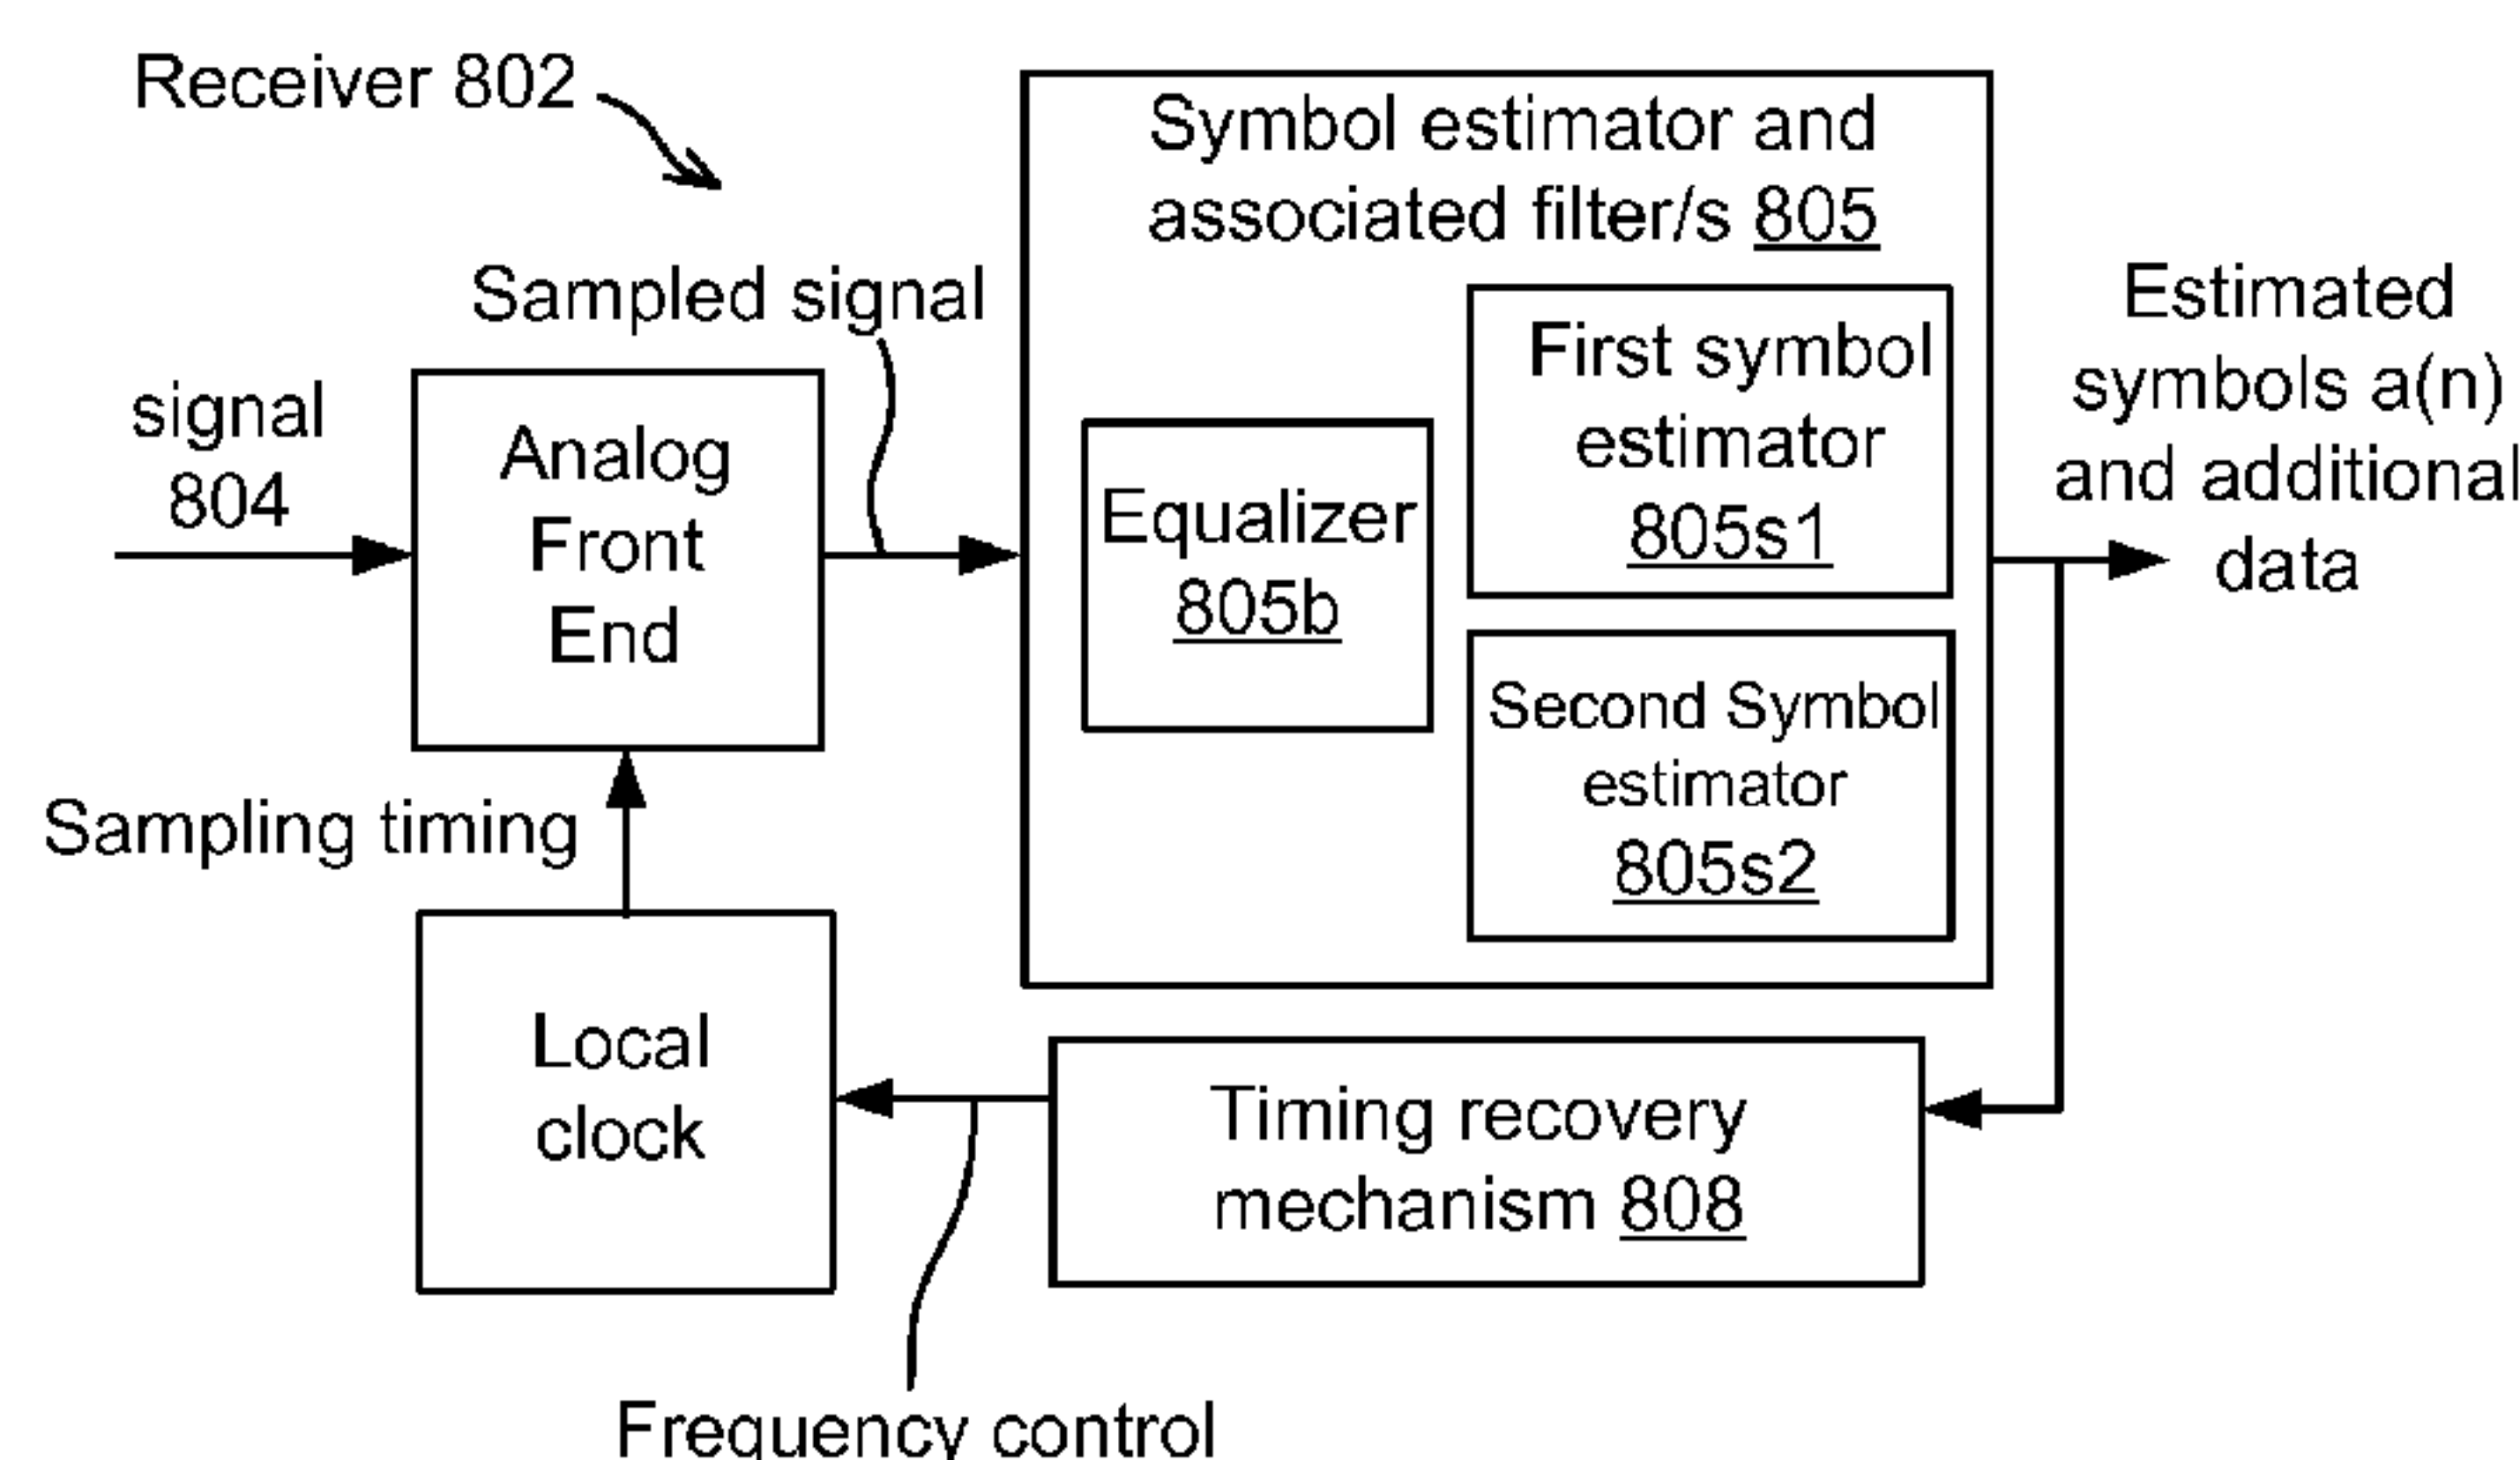 Receiver 802
Symbol estimator and
associated filter/s 805
Sampled signal
signal
804
Analog
Front
End
Equalizer
805b
First symbol
estimator
805s1
Second Symbol
estimator
805s2
Estimated
symbols a(n)
and additional
data
Sampling timing
Local
clock
Timing recovery
mechanism 808
Frequency control